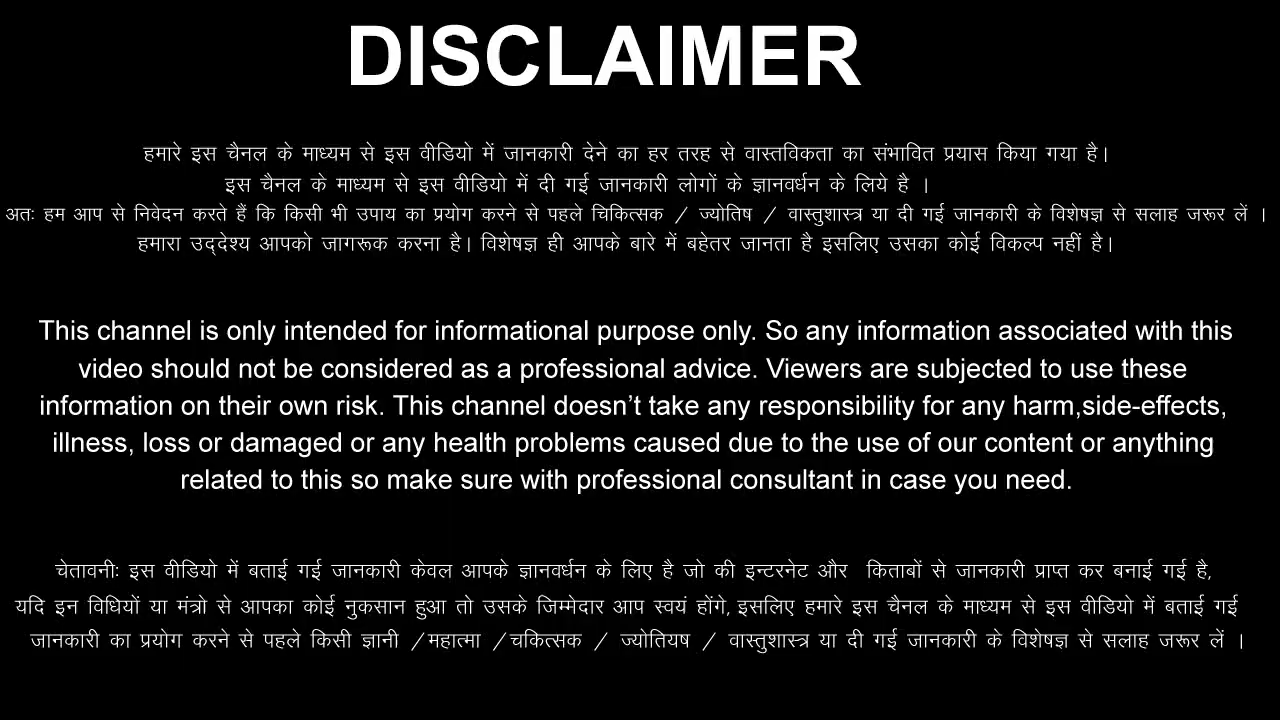 DISCLAIMER
हमारे इस चैनल के माध्यम से इस वीडियो में जानकारी देने का हर तरह से वास्तविकता का संभावित प्रयास किया गया है।
इस चैनल के माध्यम से इस वीडियो में दी गई जानकारी लोगों के ज्ञानवर्धन के लिये है ।
अतः हम आप से निवेदन करते हैं कि किसी भी उपाय का प्रयोग करने से पहले चिकित्सक / ज्योतिष / वास्तुशास्त्र या दी गई जानकारी के विशेषज्ञ से सलाह जरूर लें ।
हमारा उद्देश्य आपको जागरूक करना है। विशेषज्ञ ही आपके बारे में बहेतर जानता है इसलिए उसका कोई विकल्प नहीं है।
This channel is only intended for informational purpose only. So any information associated with this
video should not be considered as a professional advice. Viewers are subjected to use these
information on their own risk. This channel doesn’t take any responsibility for any harm,side-effects,
illness, loss or damaged or any health problems caused due to the use of our content or anything
related to this so make sure with professional consultant in case you need.
चेतावनीः इस वीडियो में बताई गई जानकारी केवल आपके ज्ञानवर्धन के लिए है जो की इन्टरनेट और किताबों से जानकारी प्राप्त कर बनाई गई है,
यदि इन विधियों या मंत्रो से आपका कोई नुकसान हुआ तो उसके जिम्मेदार आप स्वयं होंगे, इसलिए हमारे इस चैनल के माध्यम से इस वीडियो में बताई गई
जानकारी का प्रयोग करने से पहले किसी ज्ञानी /महात्मा /चकित्सक / ज्योतियष / वास्तुशास्त्र या दी गई जानकारी के विशेषज्ञ से सलाह जरूर लें ।